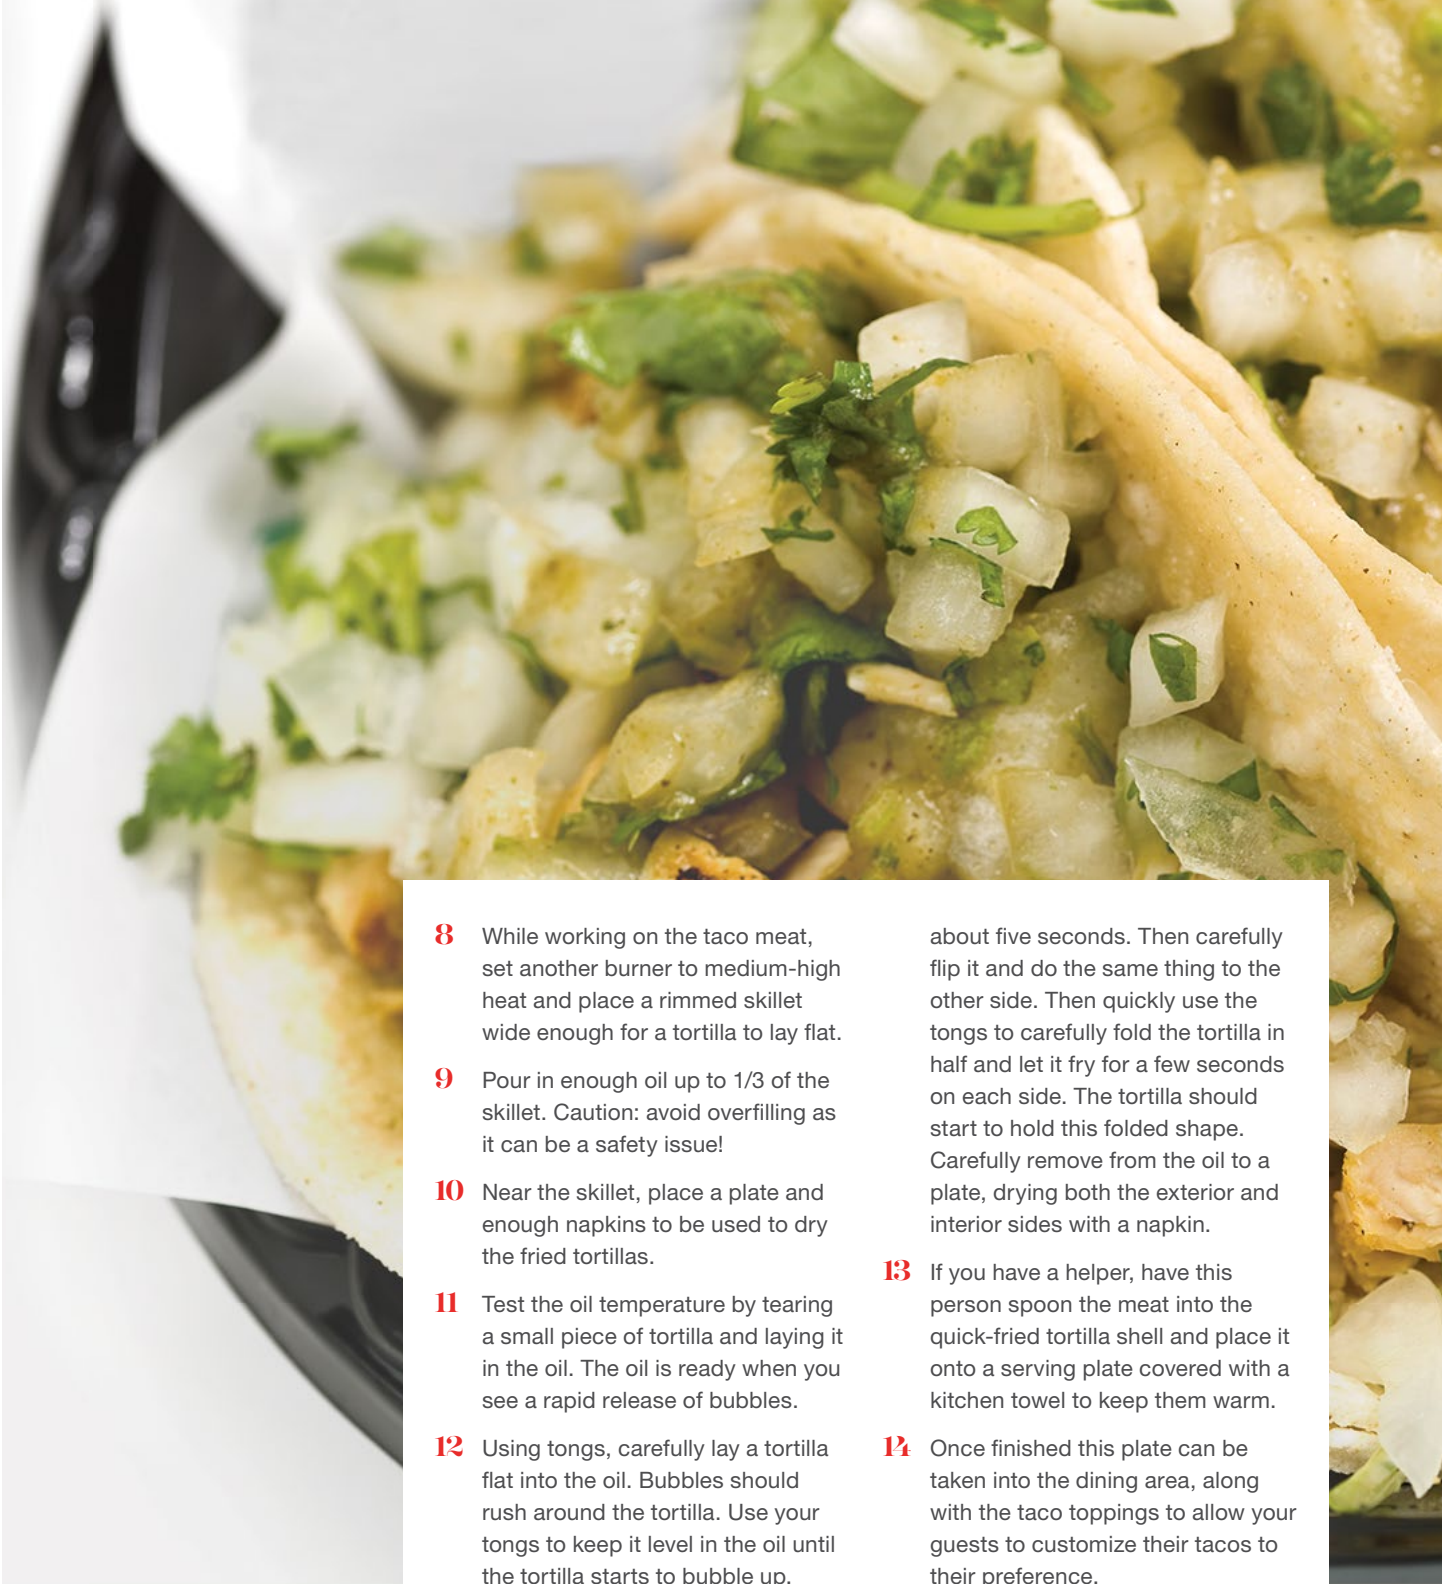 8 While working on the taco meat,
set another burner to medium-high
heat and place a rimmed skillet
wide enough for a tortilla to lay flat.
9 Pour in enough oil up to 1/3 of the
skillet. Caution: avoid overfilling as
it can be a safety issue!
10 Near the skillet, place a plate and
enough napkins to be used to dry
the fried tortillas.
11 Test the oil temperature by tearing
a small piece of tortilla and laying it
in the oil. The oil is ready when you
see a rapid release of bubbles.
12 Using tongs, carefully lay a tortilla
flat into the oil. Bubbles should
rush around the tortilla. Use your
tongs to keep it level in the oil until
the tortilla starts to bubble up,
about five seconds. Then carefully
flip it and do the same thing to the
other side. Then quickly use the
tongs to carefully fold the tortilla in
half and let it fry for a few seconds
on each side. The tortilla should
start to hold this folded shape.
Carefully remove from the oil to a
plate, drying both the exterior and
interior sides with a napkin.
13 If you have a helper, have this
person spoon the meat into the
quick-fried tortilla shell and place it
onto a serving plate covered with a
kitchen towel to keep them warm.
14 Once finished this plate can be
taken into the dining area, along
with the taco toppings to allow your
guests to customize their tacos to
their preference.